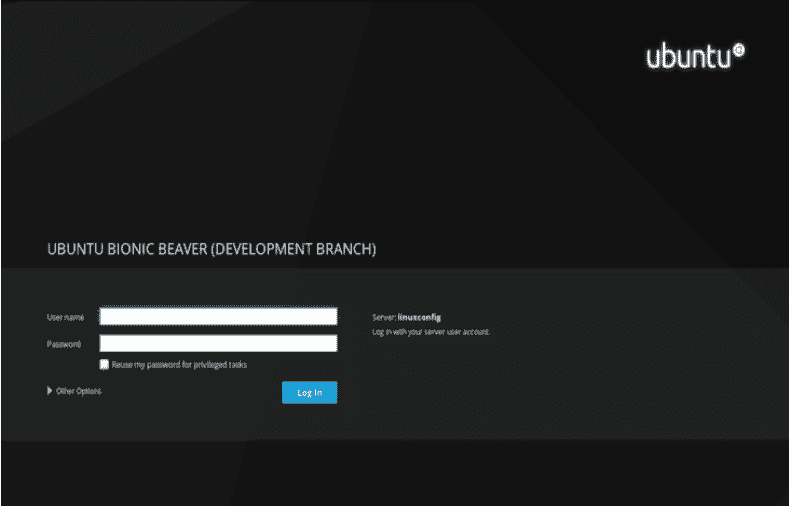 ubuntu
UBUNTU BIONIC BEAVER (DEVELOPMENT BRANCH)
User name
Password
Reuse my password for privileged tasks
Other Options
Log In
Server: linuxconfig
Log in with your server user account.